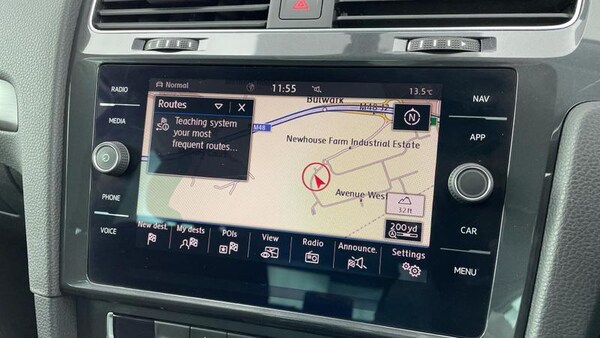 RADIO
MEDIA
PHONE
VOICE
Normal 11:55 13.5°C
Routes X
Teaching system
your most
frequent routes...
Bulwark
M48
M48
N
Newhouse Farm Industrial Estate
Avenue West
32 ft
200 yd
New dest.
My dests
POIs
View
Radio
Announce.
Settings
NAV
APP
CAR
MENU